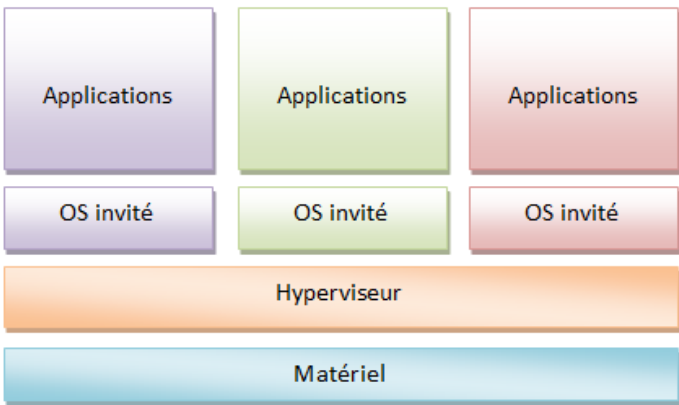 Applications
Applications
Applications
OS invité
OS invité
OS invité
Hyperviseur
Matériel